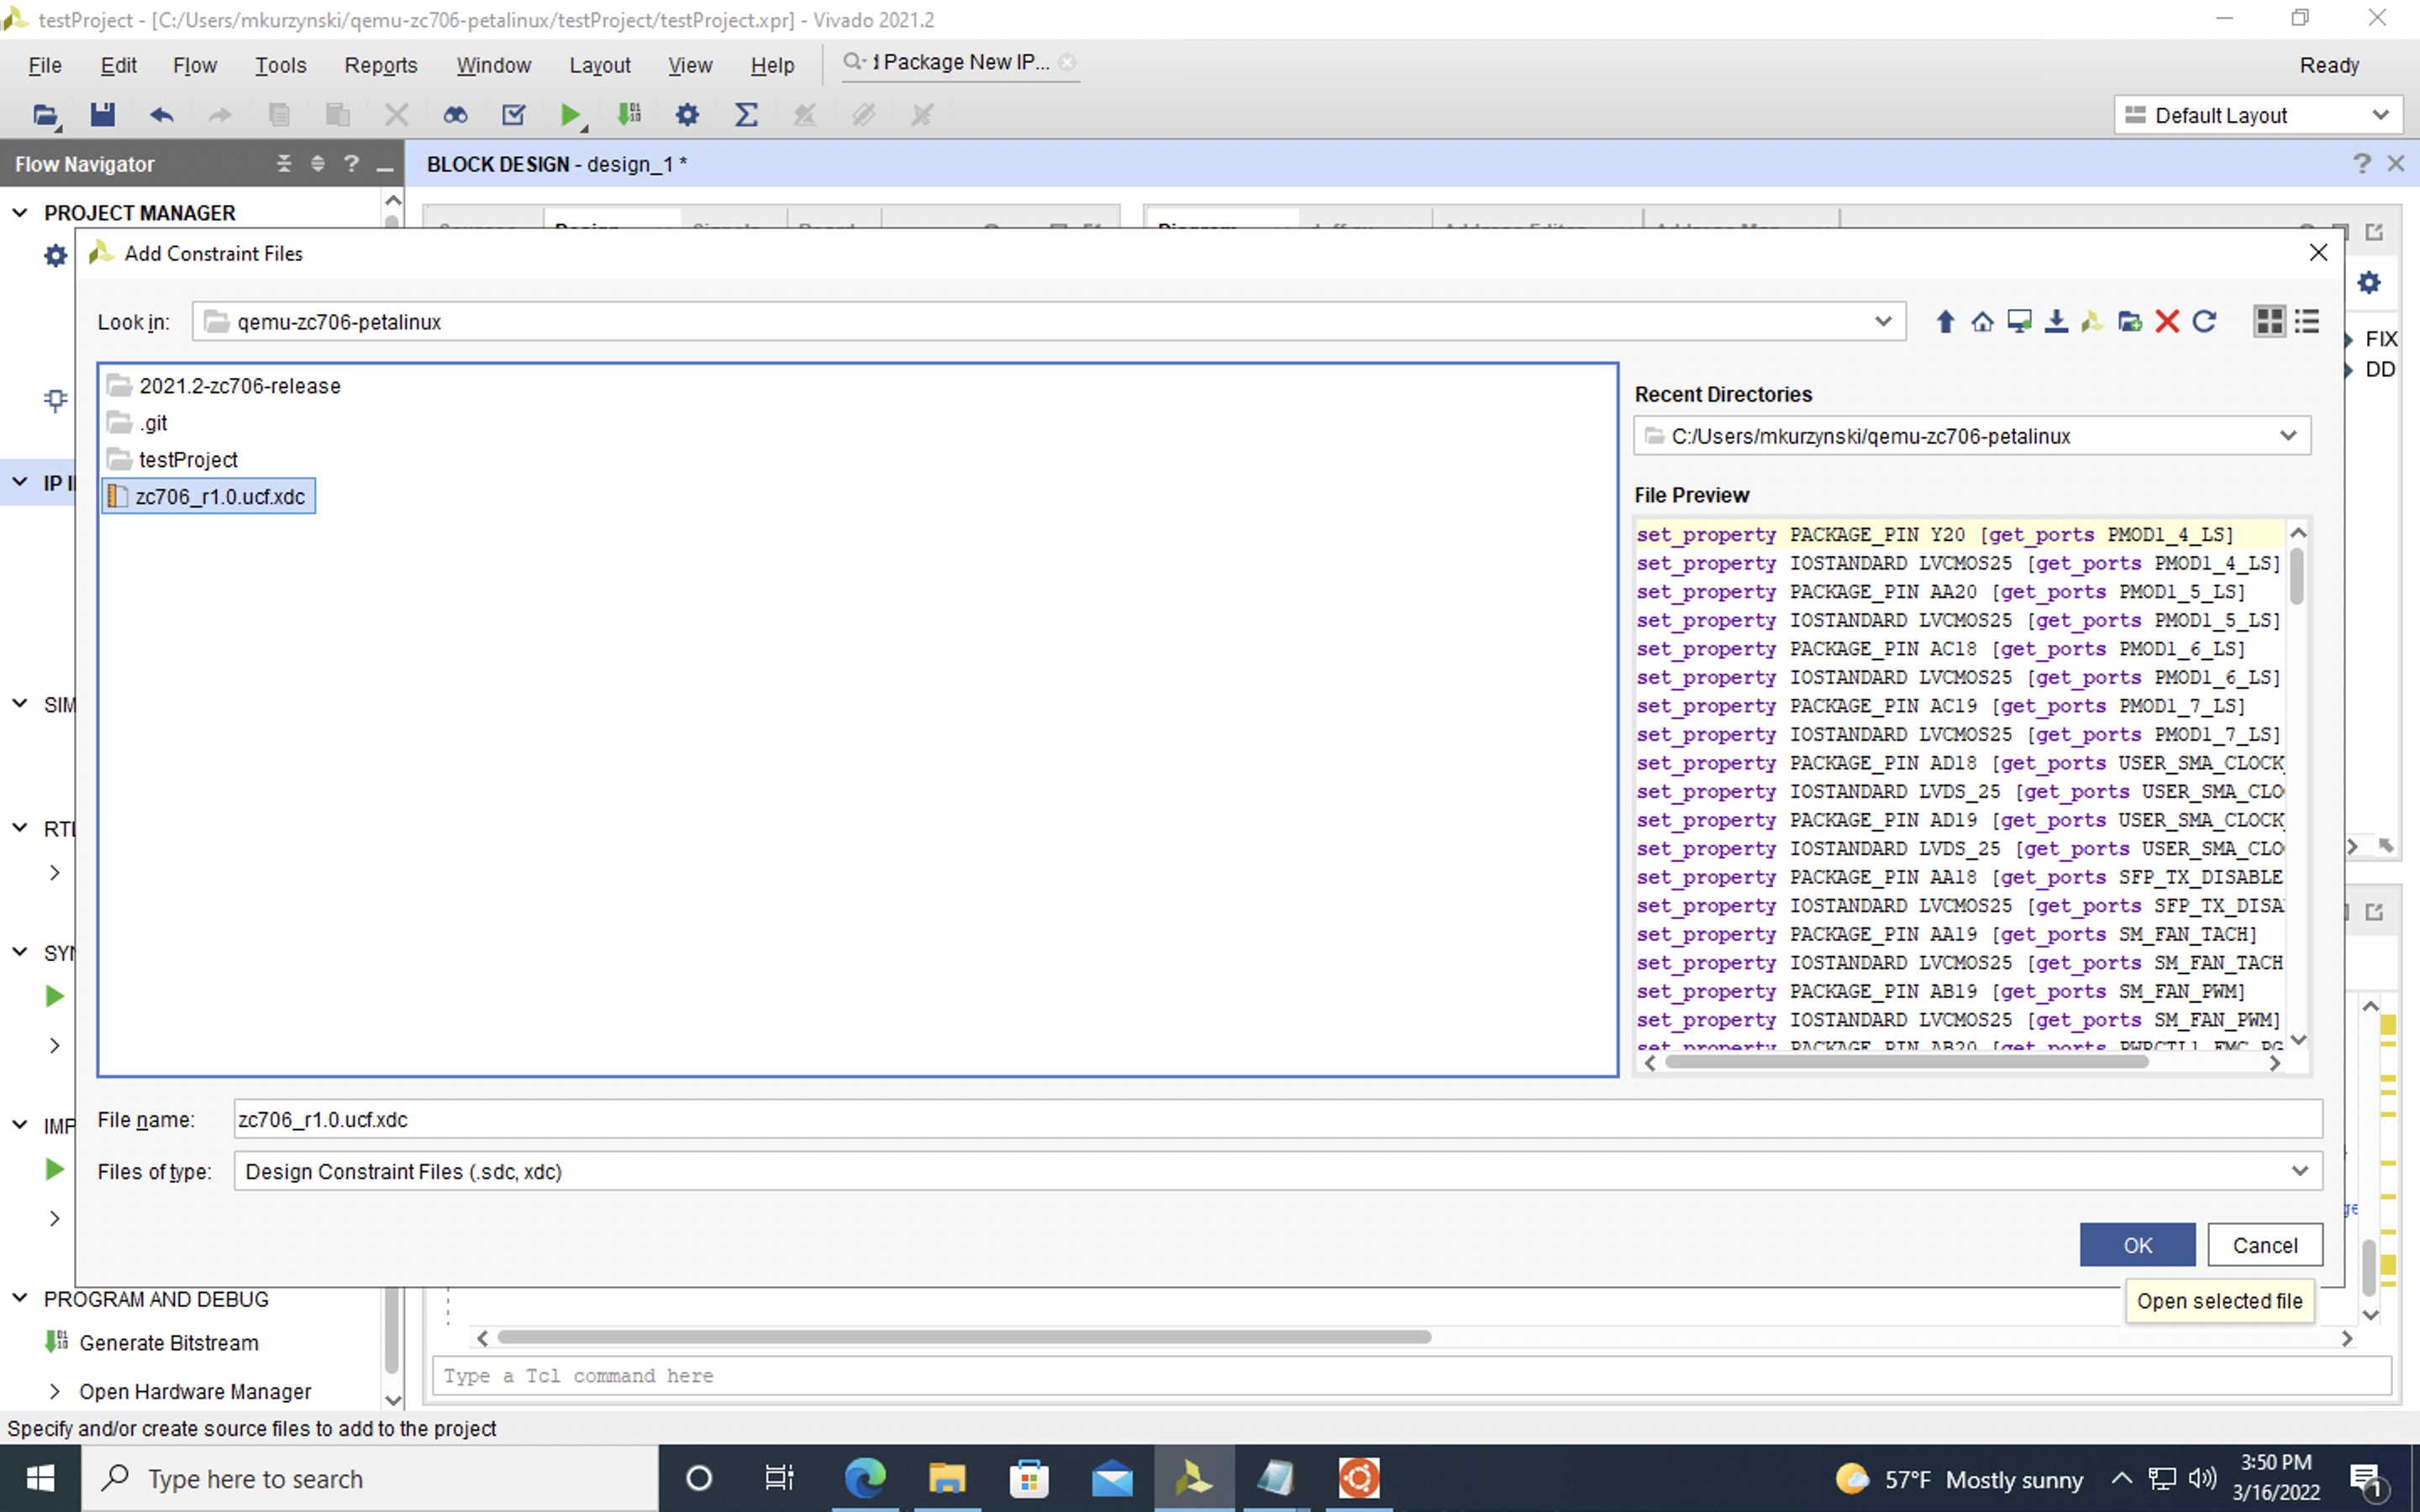 testProject - [C:/Users/mkurzynski/qemu-zc706-petalinux/testProject/testProject.xpr] - Vivado 2021.2
File Edit Flow Tools Reports Window Layout View Help Package New IP... Ready
Default Layout
Flow Navigator ? BLOCK DESIGN - design_1 * ?
PROJECT MANAGER
Add Constraint Files
Look in: qemu-zc706-petalinux
FIX
DD
2021.2-zc706-release
.git
testProject
zc706_r1.0.ucf.xdc
Recent Directories
C:/Users/mkurzynski/qemu-zc706-petalinux
File Preview
set_property PACKAGE_PIN Y20 [get_ports PMOD1_4_LS]
set_property IOSTANDARD LVCMOS25 [get_ports PMOD1_4_LS]
set_property PACKAGE_PIN AA20 [get_ports PMOD1_5_LS]
set_property IOSTANDARD LVCMOS25 [get_ports PMOD1_5_LS]
set_property PACKAGE_PIN AC18 [get_ports PMOD1_6_LS]
set_property IOSTANDARD LVCMOS25 [get_ports PMOD1_6_LS]
set_property PACKAGE_PIN AC19 [get_ports PMOD1_7_LS]
set_property IOSTANDARD LVCMOS25 [get_ports PMOD1_7_LS]
set_property PACKAGE_PIN AD18 [get_ports USER_SMA_CLOCK_
set_property IOSTANDARD LVDS_25 [get_ports USER_SMA_CLO
set_property PACKAGE_PIN AD19 [get_ports USER_SMA_CLOCK_
set_property IOSTANDARD LVDS_25 [get_ports USER_SMA_CLO
set_property PACKAGE_PIN AA18 [get_ports SFP_TX_DISABLE
set_property IOSTANDARD LVCMOS25 [get_ports SFP_TX_DISA
set_property PACKAGE_PIN AA19 [get_ports SM_FAN_TACH]
set_property IOSTANDARD LVCMOS25 [get_ports SM_FAN_TACH
set_property PACKAGE_PIN AB19 [get_ports SM_FAN_PWM]
set_property IOSTANDARD LVCMOS25 [get_ports SM_FAN_PWM]
set_property PACKAGE_PIN AB20 [get_ports PWRCTL1_FMC_PG
IP I
SIM
RTL
SYN
IMP
File name: zc706_r1.0.ucf.xdc
Files of type: Design Constraint Files (.sdc, xdc)
ge
OK Cancel
Open selected file
PROGRAM AND DEBUG
Generate Bitstream
Open Hardware Manager
Type a Tcl command here
Specify and/or create source files to add to the project
Type here to search
57°F Mostly sunny
3:50 PM
3/16/2022
1